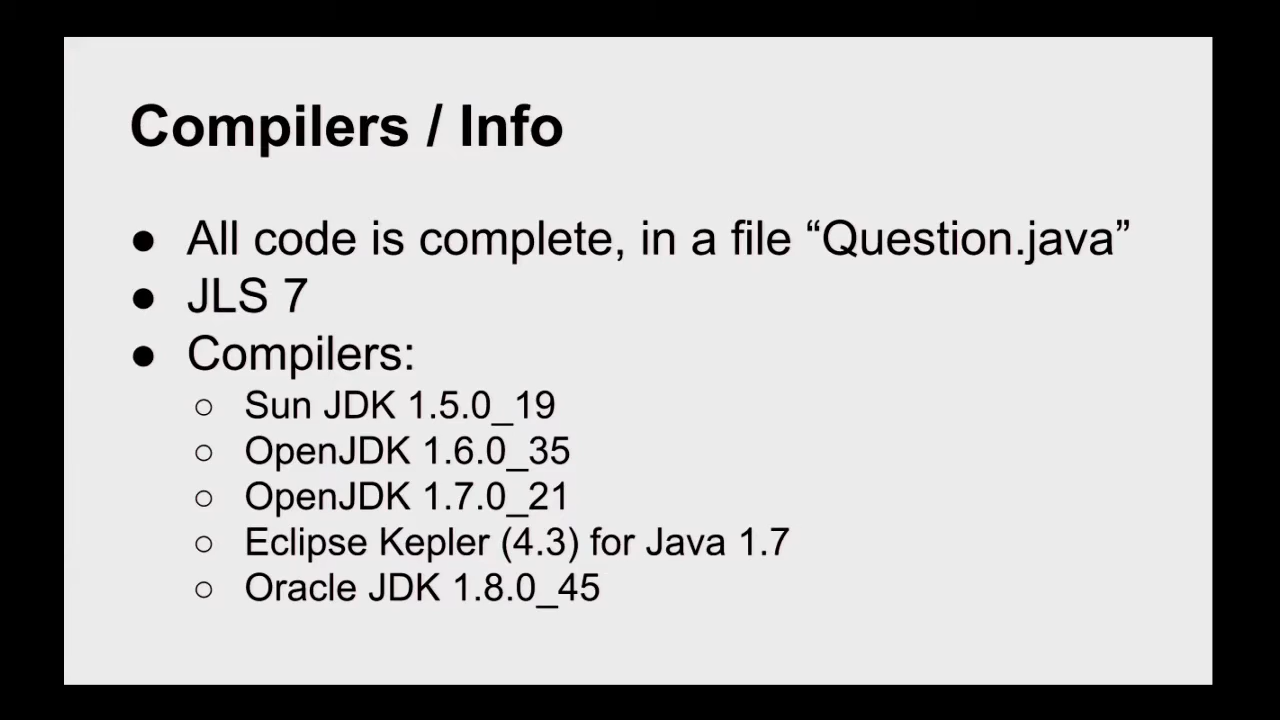 Compilers / Info
● All code is complete, in a file “Question.java”
● JLS 7
● Compilers:
○ Sun JDK 1.5.0_19
○ OpenJDK 1.6.0_35
○ OpenJDK 1.7.0_21
○ Eclipse Kepler (4.3) for Java 1.7
○ Oracle JDK 1.8.0_45